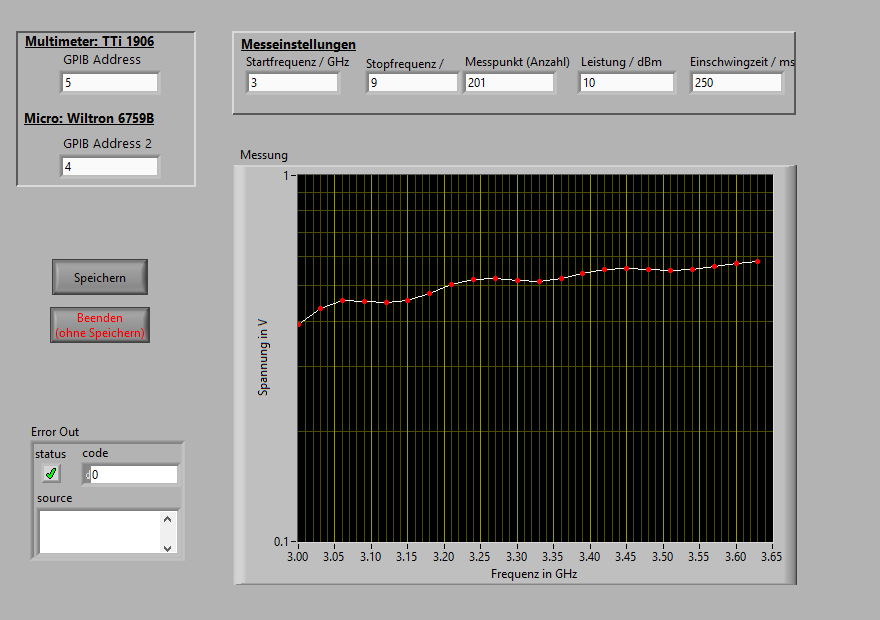 Multimeter: TTi 1906
GPIB Address
5
Micro: Wiltron 6759B
GPIB Address 2
4
Messeinstellungen
Startfrequenz / GHz
Stopfrequenz /
Messpunkt (Anzahl)
Leistung / dBm
Einschwingzeit / ms
3
9
201
10
250
Speichern
Beenden
(ohne Speichern)
Error Out
status
code
0
source
Messung
1
Spannung in V
0.1
3.00 3.05 3.10 3.15 3.20 3.25 3.30 3.35 3.40 3.45 3.50 3.55 3.60 3.65
Frequenz in GHz